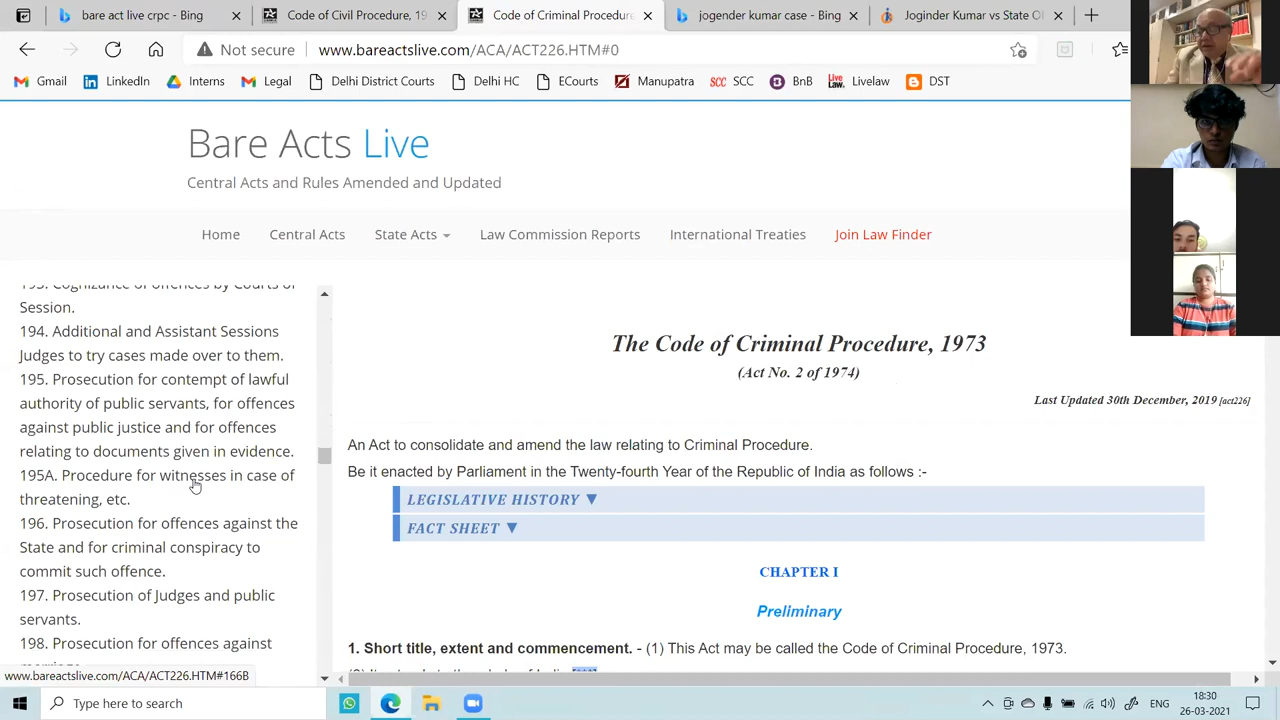 bare act live crpc - Bing
Code of Civil Procedure, 19
Code of Criminal Procedure
jogender kumar case - Bing
Joginder Kumar vs State O
Not secure
www.bareactslive.com/ACA/ACT226.HTM#0
Gmail
LinkedIn
Interns
Legal
Delhi District Courts
Delhi HC
ECourts
Manupatra
SCC
SCC
BnB
Live Law.
Livelaw
DST
Bare Acts Live
Central Acts and Rules Amended and Updated
Home
Central Acts
State Acts
Law Commission Reports
International Treaties
Join Law Finder
193. Cognizance of offences by Courts of
Session.
194. Additional and Assistant Sessions
Judges to try cases made over to them.
195. Prosecution for contempt of lawful
authority of public servants, for offences
against public justice and for offences
relating to documents given in evidence.
195A. Procedure for witnesses in case of
threatening, etc.
196. Prosecution for offences against the
State and for criminal conspiracy to
commit such offence.
197. Prosecution of Judges and public
servants.
198. Prosecution for offences against
The Code of Criminal Procedure, 1973
(Act No. 2 of 1974)
Last Updated 30th December, 2019 [act226]
An Act to consolidate and amend the law relating to Criminal Procedure.
Be it enacted by Parliament in the Twenty-fourth Year of the Republic of India as follows :-
LEGISLATIVE HISTORY ▼
FACT SHEET ▼
CHAPTER I
Preliminary
1. Short title, extent and commencement. - (1) This Act may be called the Code of Criminal Procedure, 1973.
www.bareactslive.com/ACA/ACT226.HTM#166B
Type here to search
ENG
18:30
26-03-2021